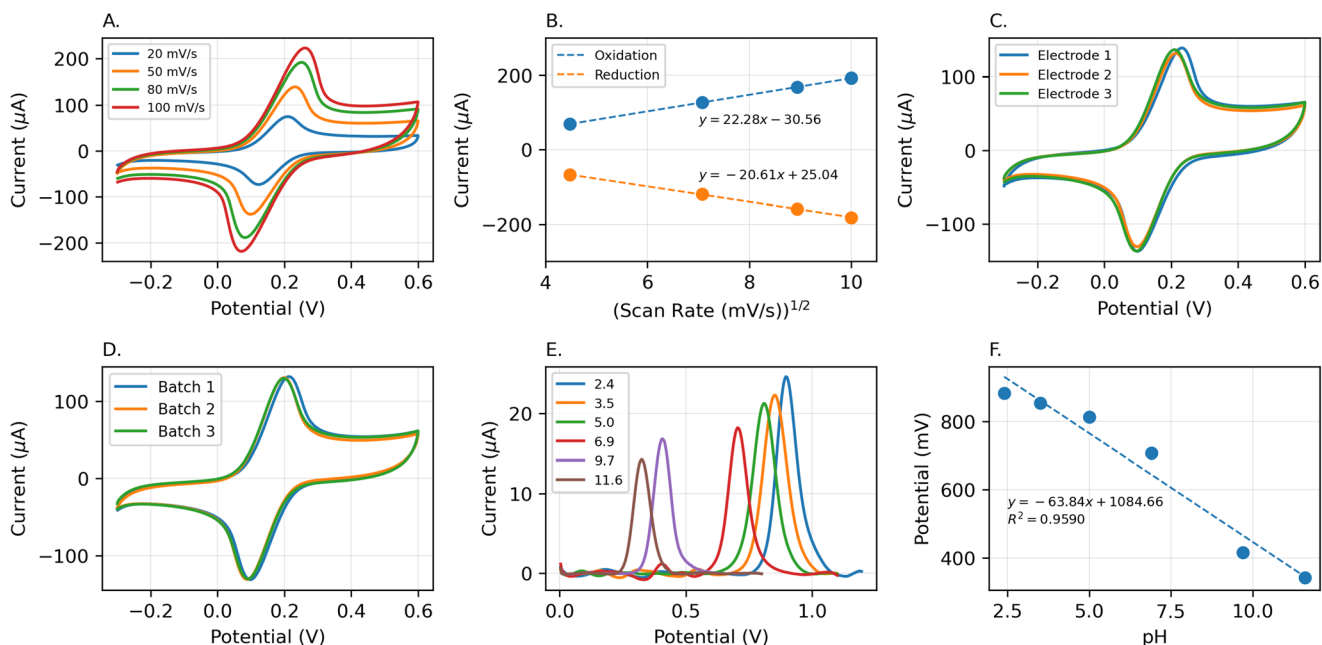 A.
200
100
0
−100
−200
Current (μA)
20 mV/s
50 mV/s
80 mV/s
100 mV/s
−0.2
0.0
0.2
0.4
0.6
Potential (V)
B.
200
0
−200
Current (μA)
Oxidation
Reduction
y = 22.28x − 30.56
y = −20.61x + 25.04
4
6
8
10
(Scan Rate (mV/s))^{1/2}
C.
100
0
−100
Current (μA)
Electrode 1
Electrode 2
Electrode 3
−0.2
0.0
0.2
0.4
0.6
Potential (V)
D.
100
0
−100
Current (μA)
Batch 1
Batch 2
Batch 3
−0.2
0.0
0.2
0.4
0.6
Potential (V)
E.
20
10
0
Current (μA)
2.4
3.5
5.0
6.9
9.7
11.6
0.0
0.5
1.0
Potential (V)
F.
800
600
400
Potential (mV)
y = −63.84x + 1084.66
R² = 0.9590
2.5
5.0
7.5
10.0
pH